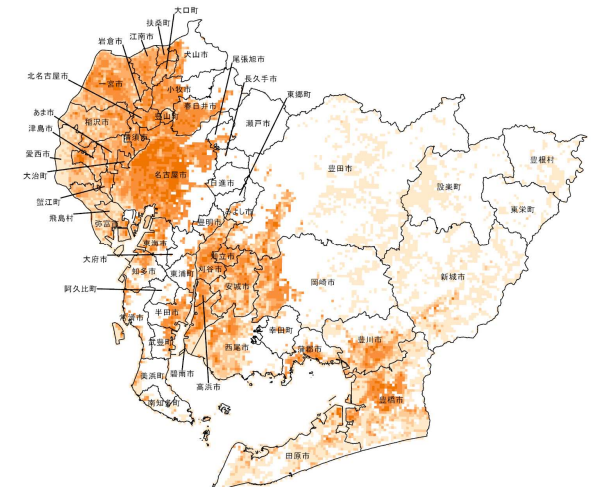 大口町
扶桑町
江南市
岩倉市
犬山市
尾張旭市
長久手市
北名古屋市
一宮市
小牧市
東郷町
春日井市
あま市
稲沢市
豊山町
瀬戸市
津島市
清須市
愛西市
豊田市
豊根村
大治町
名古屋市
日進市
設楽町
蟹江町
みよし市
東栄町
飛島村
弥富市
豊明市
東海市
大府市
知立市
知多市
東浦町
刈谷市
新城市
阿久比町
安城市
岡崎市
常滑市
半田市
幸田町
豊川市
武豊町
西尾市
蒲郡市
美浜町
碧南市
高浜市
南知多町
豊橋市
田原市